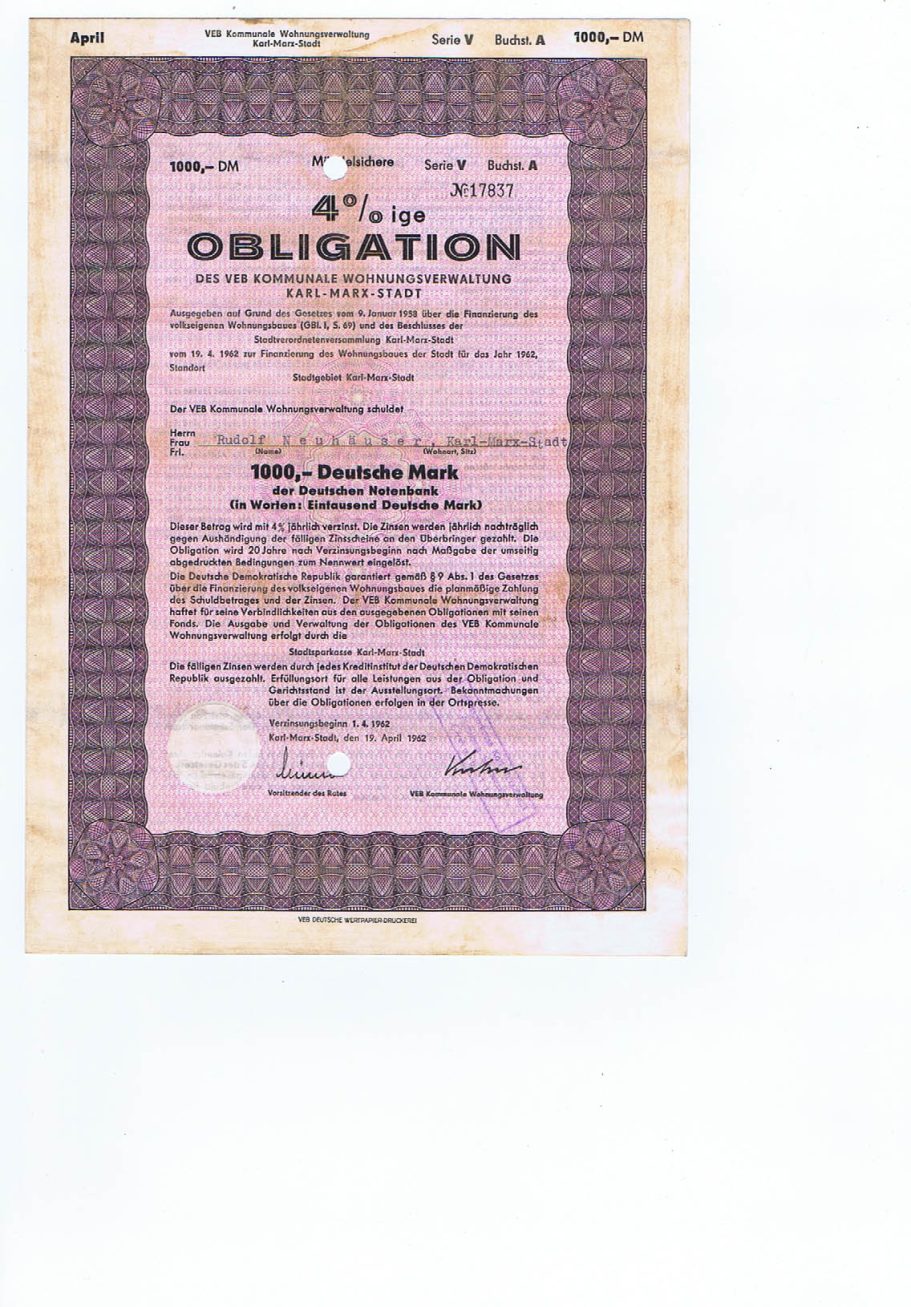 April
VEB Kommunale Wohnungsverwaltung
Karl-Marx-Stadt
Serie V Buchst. A 1000,– DM
1000,– DM
elsichere
Serie V Buchst. A
№ 17837
4% ige
OBLIGATION
DES VEB KOMMUNALE WOHNUNGSVERWALTUNG
KARL-MARX-STADT
Ausgegeben auf Grund des Gesetzes vom 9. Januar 1958 über die Finanzierung des
volkseigenen Wohnungsbaues (GBl. I, S. 69) und des Beschlusses der
Stadtverordnetenversammlung Karl-Marx-Stadt
vom 19. 4. 1962 zur Finanzierung des Wohnungsbaues der Stadt für das Jahr 1962,
Standort
Stadtgebiet Karl-Marx-Stadt
Der VEB Kommunale Wohnungsverwaltung schuldet
Herrn
Frau Rudolf Neuhäuser, Karl-Marx-Stadt
Frl. (Name) (Wohnort, Sitz)
1000,– Deutsche Mark
der Deutschen Notenbank
(in Worten: Eintausend Deutsche Mark)
Dieser Betrag wird mit 4% jährlich verzinst. Die Zinsen werden jährlich nachträglich
gegen Aushändigung der fälligen Zinsscheine an den Überbringer gezahlt. Die
Obligation wird 20 Jahre nach Verzinsungsbeginn nach Maßgabe der umseitig
abgedruckten Bedingungen zum Nennwert eingelöst.
Die Deutsche Demokratische Republik garantiert gemäß § 9 Abs. 1 des Gesetzes
über die Finanzierung des volkseigenen Wohnungsbaues die planmäßige Zahlung
des Schuldbetrages und der Zinsen. Der VEB Kommunale Wohnungsverwaltung
haftet für seine Verbindlichkeiten aus den ausgegebenen Obligationen mit seinen
Fonds. Die Ausgabe und Verwaltung der Obligationen des VEB Kommunale
Wohnungsverwaltung erfolgt durch die
Stadtsparkasse Karl-Marx-Stadt
Die fälligen Zinsen werden durch jedes Kreditinstitut der Deutschen Demokratischen
Republik ausgezahlt. Erfüllungsort für alle Leistungen aus der Obligation und
Gerichtsstand ist der Ausstellungsort. Bekanntmachungen
über die Obligationen erfolgen in der Ortspresse.
Verzinsungsbeginn 1. 4. 1962
Karl-Marx-Stadt, den 19. April 1962
Vorsitzender des Rates
VEB Kommunale Wohnungsverwaltung
VEB DEUTSCHE WERTPAPIER-DRUCKEREI